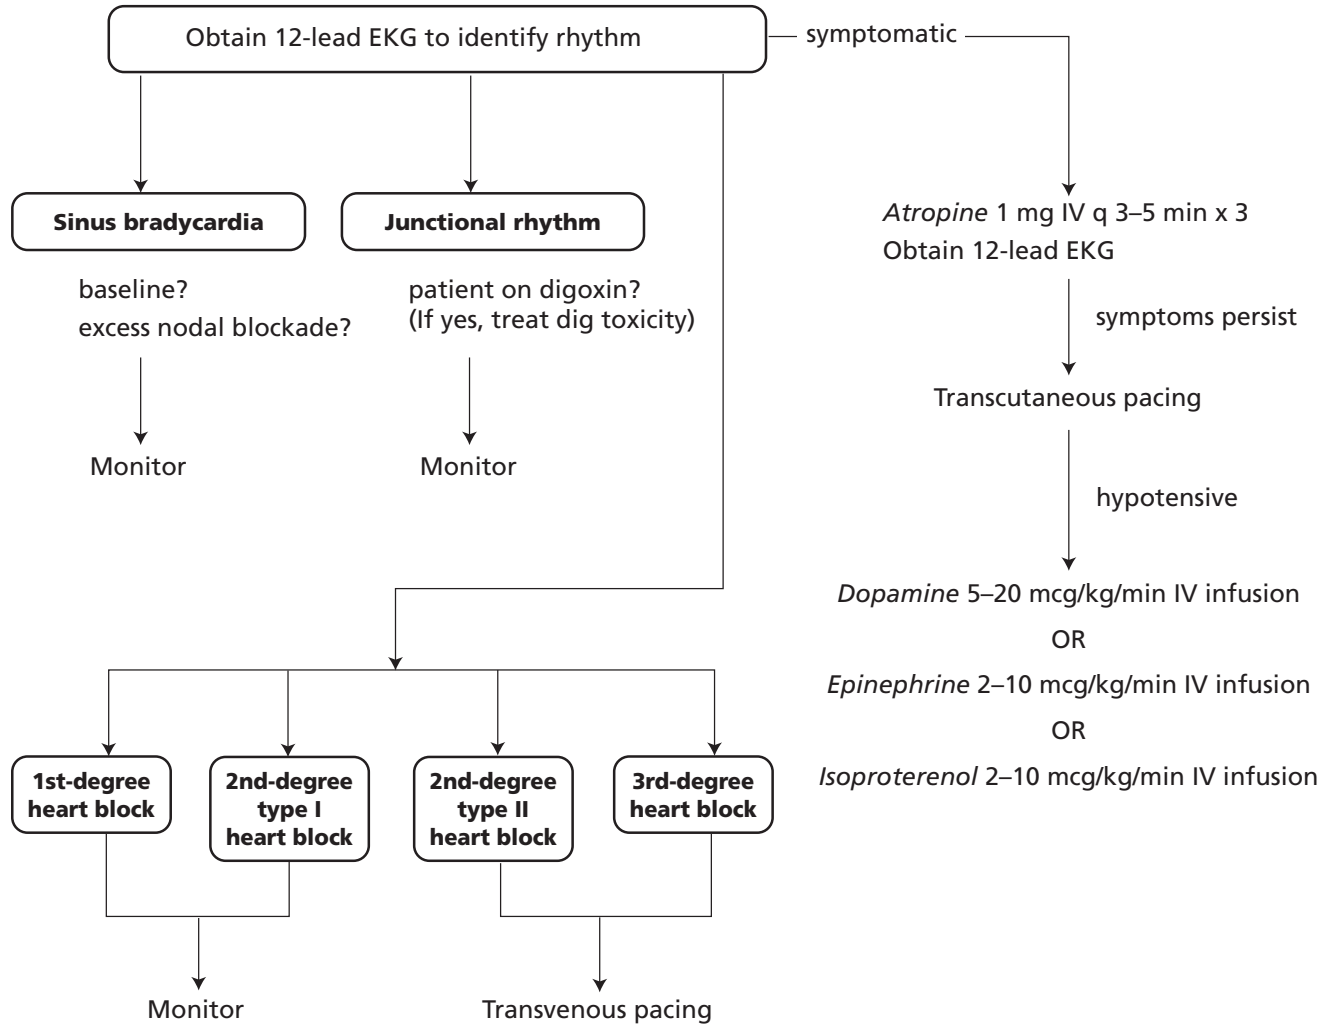 Obtain 12-lead EKG to identify rhythm
symptomatic
Sinus bradycardia
baseline?
excess nodal blockade?
Monitor
Junctional rhythm
patient on digoxin?
(If yes, treat dig toxicity)
Monitor
Atropine 1 mg IV q 3–5 min x 3
Obtain 12-lead EKG
symptoms persist
Transcutaneous pacing
hypotensive
Dopamine 5–20 mcg/kg/min IV infusion
OR
Epinephrine 2–10 mcg/kg/min IV infusion
OR
Isoproterenol 2–10 mcg/kg/min IV infusion
1st-degree
heart block
2nd-degree
type I
heart block
2nd-degree
type II
heart block
3rd-degree
heart block
Monitor
Transvenous pacing